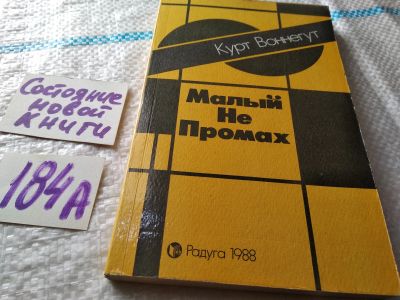 Состояние
новой
книги
184А
Курт Воннегут
Малый
Не
Промах
Радуга 1988